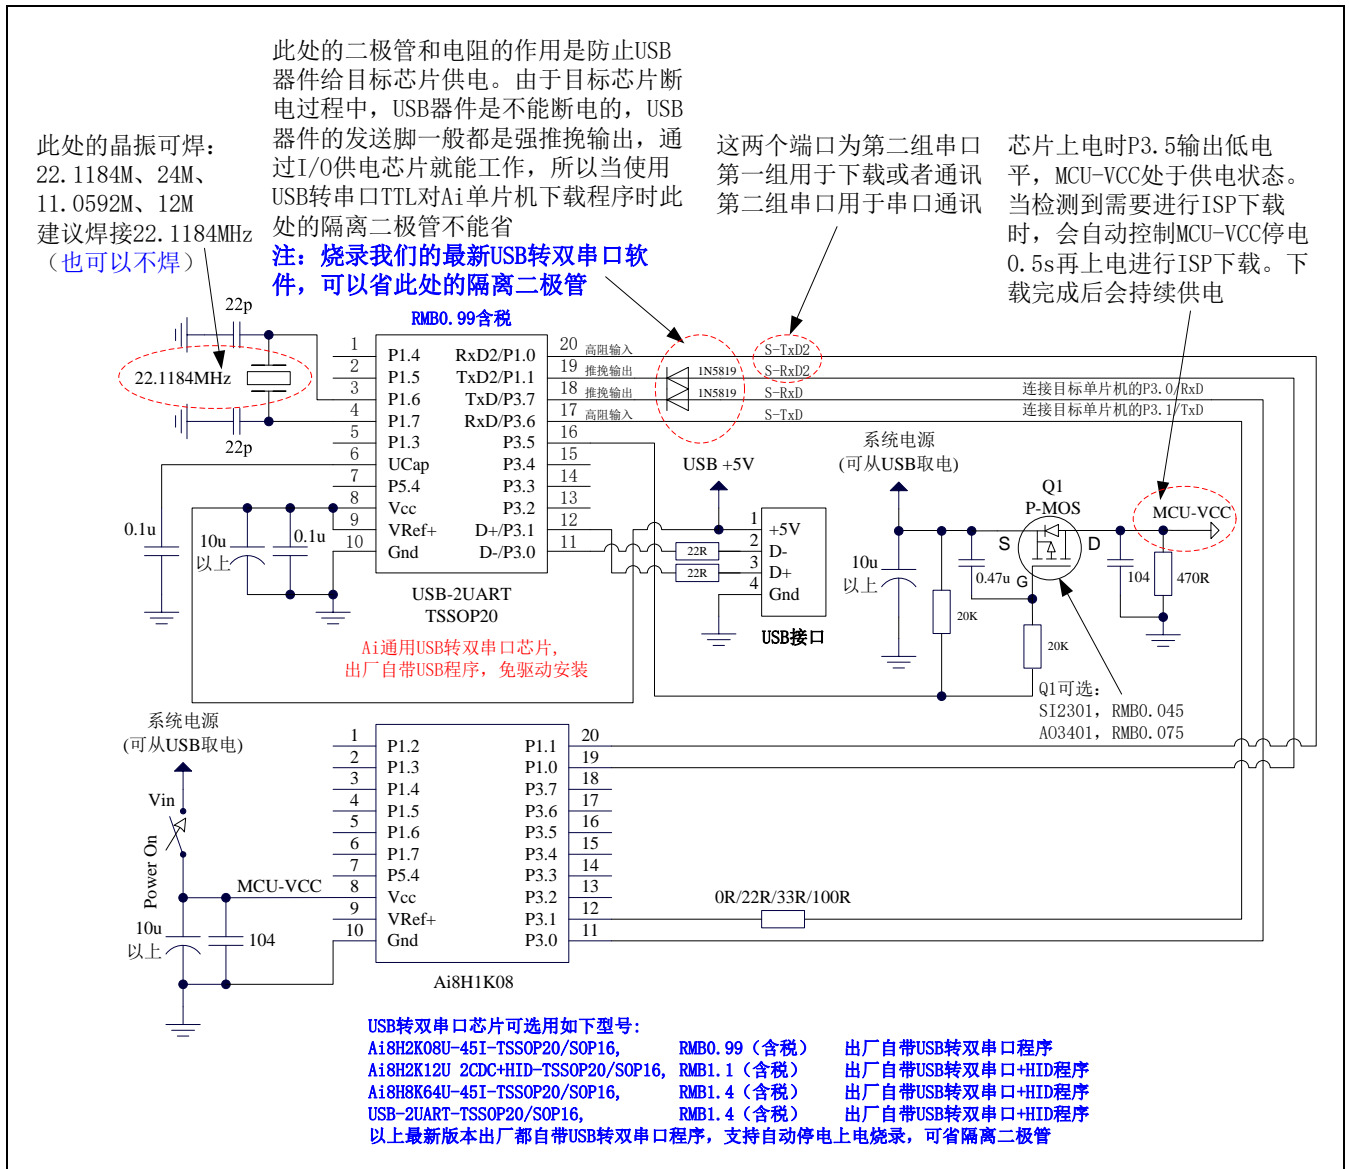 此处的二极管和电阻的作用是防止USB
器件给目标芯片供电。由于目标芯片断
电过程中，USB器件是不能断电的，USB
器件的发送脚一般都是强推挽输出，通
过I/O供电芯片就能工作，所以当使用
USB转串口TTL对Ai单片机下载程序时此
处的隔离二极管不能省
注：烧录我们的最新USB转双串口软
件，可以省此处的隔离二极管
此处的晶振可焊：
22.1184M、24M、
11.0592M、12M
建议焊接22.1184MHz
（也可以不焊）
这两个端口为第二组串口
第一组用于下载或者通讯
第二组串口用于串口通讯
芯片上电时P3.5输出低电
平，MCU-VCC处于供电状态。
当检测到需要进行ISP下载
时，会自动控制MCU-VCC停电
0.5s再上电进行ISP下载。下
载完成后会持续供电
RMB0.99含税
22p
22.1184MHz
22p
1 P1.4 RxD2/P1.0 20 高阻输入 S-TxD2
2 P1.5 TxD2/P1.1 19 推挽输出 1N5819 S-RxD2
3 P1.6 TxD/P3.7 18 推挽输出 1N5819 S-RxD 连接目标单片机的P3.0/RxD
4 P1.7 RxD/P3.6 17 高阻输入 S-TxD 连接目标单片机的P3.1/TxD
5 P1.3 P3.5 16
6 UCap P3.4 15
7 P5.4 P3.3 14
8 Vcc P3.2 13
9 VRef+ D+/P3.1 12
10 Gnd D-/P3.0 11
0.1u
10u
以上
0.1u
USB-2UART
TSSOP20
Ai通用USB转双串口芯片,
出厂自带USB程序，免驱动安装
USB +5V
22R
22R
1 +5V
2 D-
3 D+
4 Gnd
USB接口
系统电源
(可从USB取电)
10u
以上
Q1
P-MOS
S
D
G
0.47u
20K
20K
MCU-VCC
104
470R
Q1可选：
SI2301, RMB0.045
AO3401, RMB0.075
系统电源
(可从USB取电)
Vin
Power On
MCU-VCC
10u
以上
104
1 P1.2 P1.1 20
2 P1.3 P1.0 19
3 P1.4 P3.7 18
4 P1.5 P3.6 17
5 P1.6 P3.5 16
6 P1.7 P3.4 15
7 P5.4 P3.3 14
8 Vcc P3.2 13
9 VRef+ P3.1 12
10 Gnd P3.0 11
0R/22R/33R/100R
Ai8H1K08
USB转双串口芯片可选用如下型号:
Ai8H2K08U-45I-TSSOP20/SOP16, RMB0.99（含税） 出厂自带USB转双串口程序
Ai8H2K12U 2CDC+HID-TSSOP20/SOP16, RMB1.1（含税） 出厂自带USB转双串口+HID程序
Ai8H8K64U-45I-TSSOP20/SOP16, RMB1.4（含税） 出厂自带USB转双串口+HID程序
USB-2UART-TSSOP20/SOP16, RMB1.4（含税） 出厂自带USB转双串口+HID程序
以上最新版本出厂都自带USB转双串口程序，支持自动停电上电烧录，可省隔离二极管